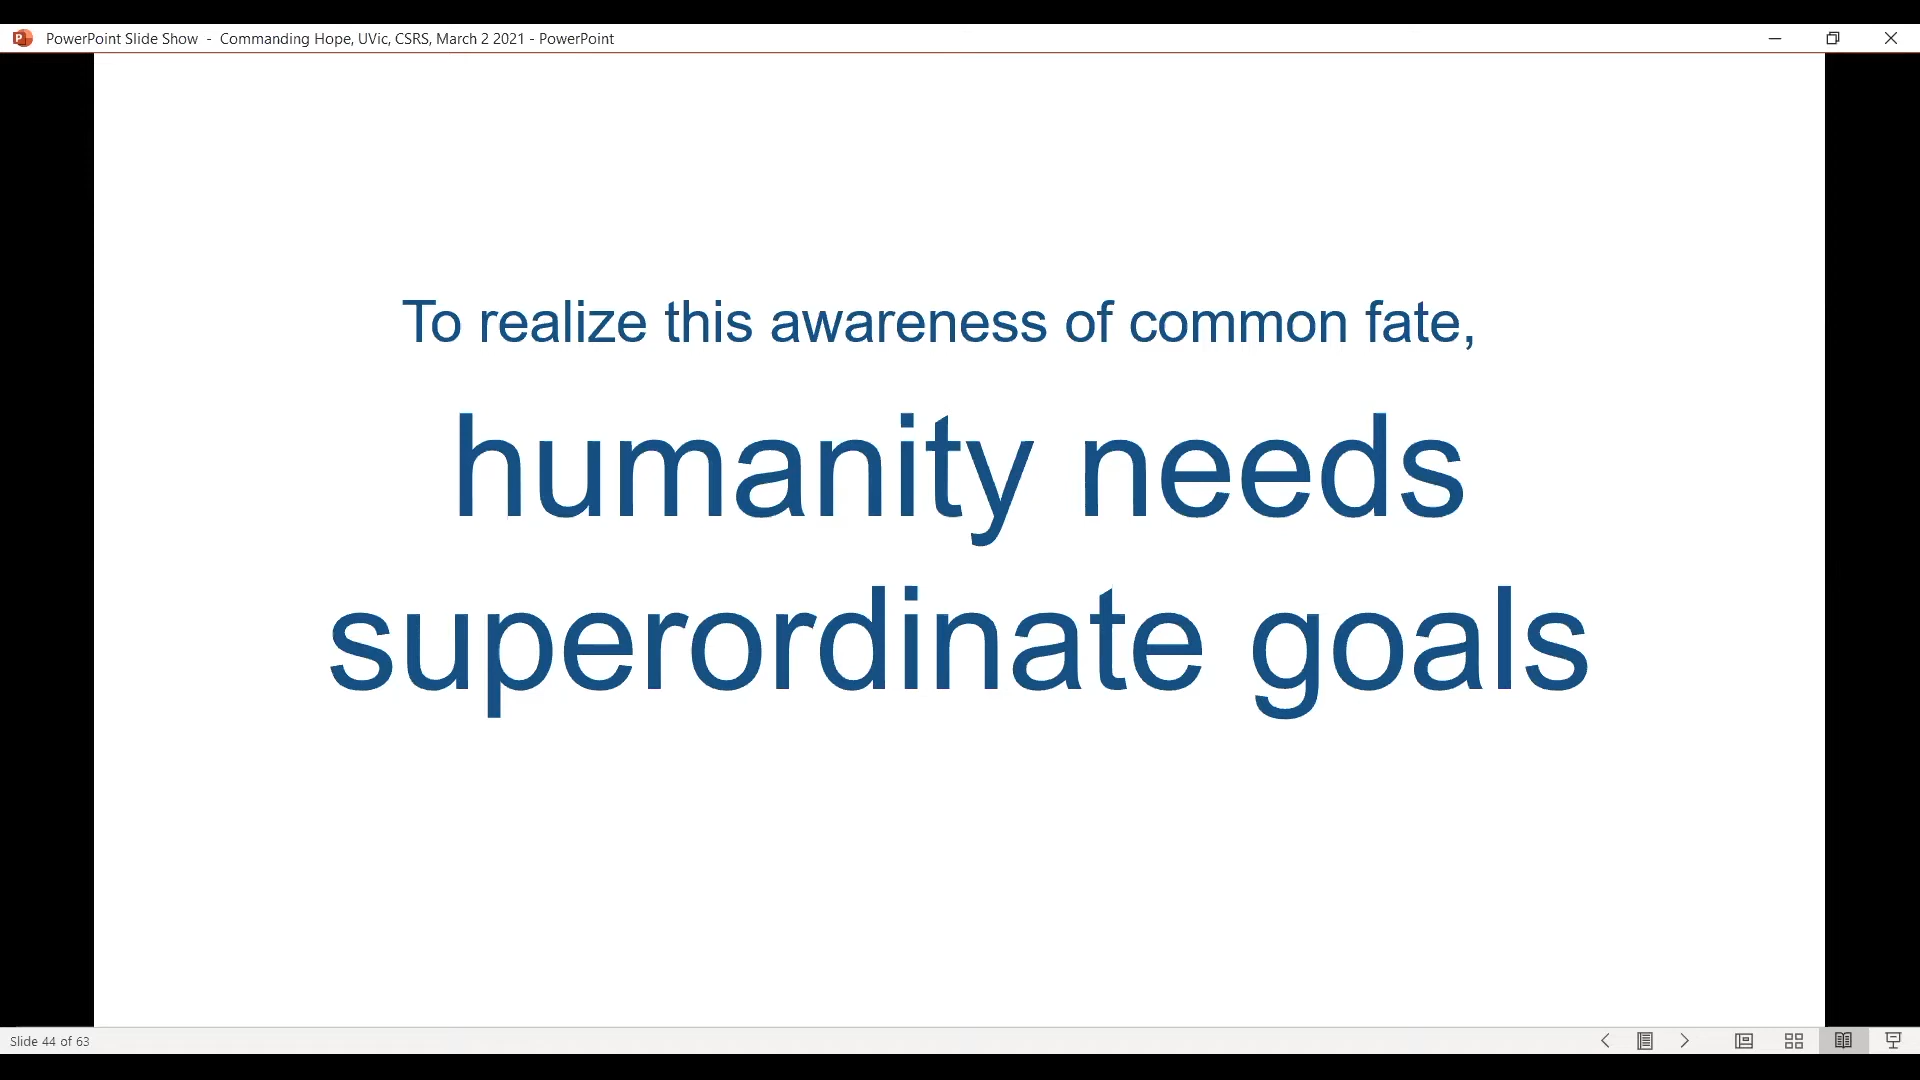 PowerPoint Slide Show - Commanding Hope, UVic, CSRS, March 2 2021 - PowerPoint
To realize this awareness of common fate,
humanity needs
superordinate goals
Slide 44 of 63